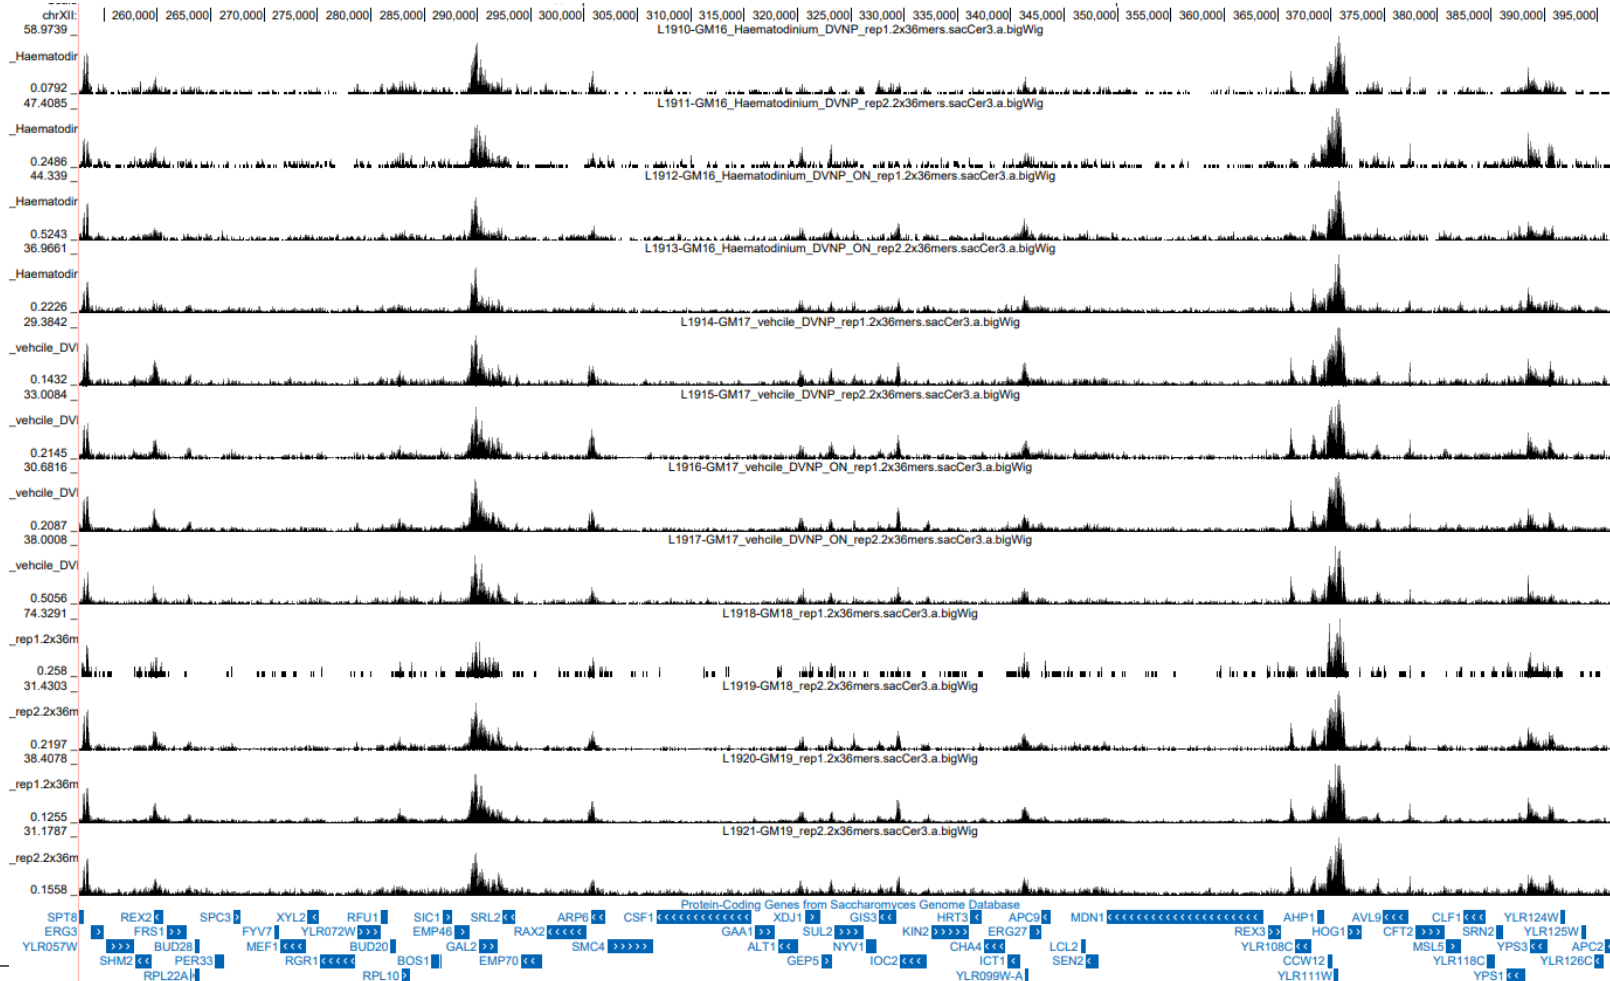 chrXII: 260,000| 265,000| 270,000| 275,000| 280,000| 285,000| 290,000| 295,000| 300,000| 305,000| 310,000| 315,000| 320,000| 325,000| 330,000| 335,000| 340,000| 345,000| 350,000| 355,000| 360,000| 365,000| 370,000| 375,000| 380,000| 385,000| 390,000| 395,000|
L1910-GM16_Haematodinium_DVNP_rep1.2x36mers.sacCer3.a.bigWig
58.9739 _
_Haematodir
0.0792 _
L1911-GM16_Haematodinium_DVNP_rep2.2x36mers.sacCer3.a.bigWig
47.4085 _
_Haematodir
0.2486 _
L1912-GM16_Haematodinium_DVNP_ON_rep1.2x36mers.sacCer3.a.bigWig
44.339 _
_Haematodir
0.5243 _
L1913-GM16_Haematodinium_DVNP_ON_rep2.2x36mers.sacCer3.a.bigWig
36.9661 _
_Haematodir
0.2226 _
L1914-GM17_vehcile_DVNP_rep1.2x36mers.sacCer3.a.bigWig
29.3842 _
_vehcile_DVI
0.1432 _
L1915-GM17_vehcile_DVNP_rep2.2x36mers.sacCer3.a.bigWig
33.0084 _
_vehcile_DVI
0.2145 _
L1916-GM17_vehcile_DVNP_ON_rep1.2x36mers.sacCer3.a.bigWig
30.6816 _
_vehcile_DVI
0.2087 _
L1917-GM17_vehcile_DVNP_ON_rep2.2x36mers.sacCer3.a.bigWig
38.0008 _
_vehcile_DVI
0.5056 _
L1918-GM18_rep1.2x36mers.sacCer3.a.bigWig
74.3291 _
_rep1.2x36m
0.258 _
L1919-GM18_rep2.2x36mers.sacCer3.a.bigWig
31.4303 _
_rep2.2x36m
0.2197 _
L1920-GM19_rep1.2x36mers.sacCer3.a.bigWig
38.4078 _
_rep1.2x36m
0.1255 _
L1921-GM19_rep2.2x36mers.sacCer3.a.bigWig
31.1787 _
_rep2.2x36m
0.1558 _
Protein-Coding Genes from Saccharomyces Genome Database
SPT8 REX2 SPC3 XYL2 RFU1 SIC1 SRL2 ARP6 CSF1 XDJ1 GIS3 HRT3 APC9 MDN1 AHP1 AVL9 CLF1 YLR124W
ERG3 FRS1 FYV7 YLR072W EMP46 RAX2 GAA1 SUL2 KIN2 ERG27 REX3 HOG1 CFT2 SRN2 YLR125W
YLR057W BUD28 MEF1 BUD20 GAL2 SMC4 ALT1 NYV1 CHA4 LCL2 YLR108C MSL5 YPS3 APC2
SHM2 PER33 RGR1 BOS1 EMP70 GEP5 IOC2 ICT1 SEN2 CCW12 YLR118C YLR126C
RPL22A RPL10 YLR099W-A YLR111W YPS1